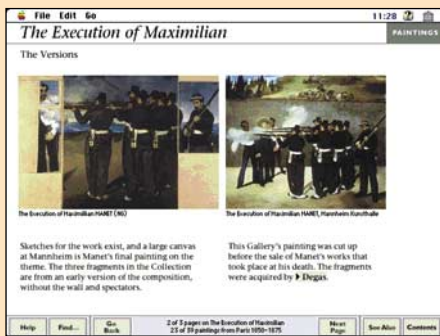 File Edit Go 11:28
The Execution of Maximilian PAINTINGS
The Versions
The Execution of Maximilian MANET (NG)
The Execution of Maximilian MANET, Mannheim Kunsthalle
Sketches for the work exist, and a large canvas
at Mannheim is Manet's final painting on the
theme. The three fragments in the Collection
are from an early version of the composition,
without the wall and spectators.
This Gallery's painting was cut up
before the sale of Manet's works that
took place at his death. The fragments
were acquired by Degas.
Help Find... Go Back
2 of 3 pages on The Execution of Maximilian
23 of 39 paintings from Paris 1850-1875
Next Page See Also Contents